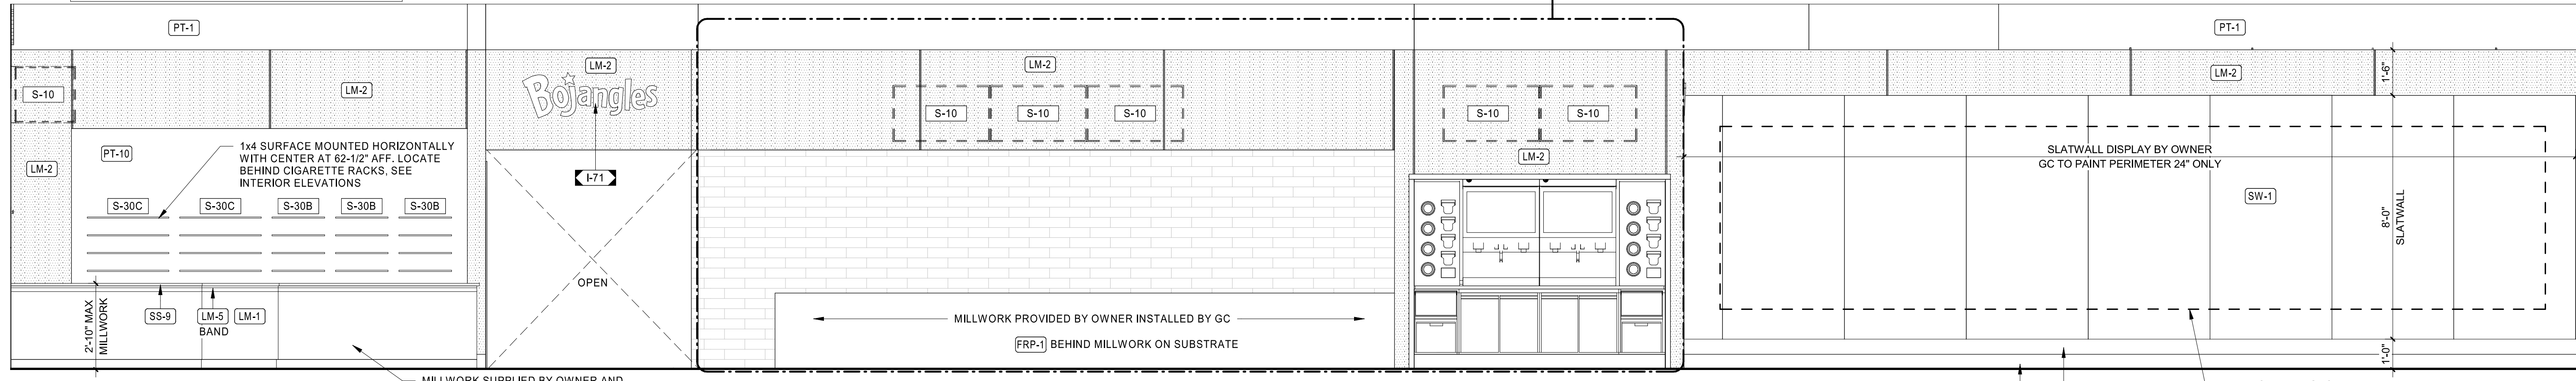 PT-1
PT-1
S-10
LM-2
LM-2
Bojangles
LM-2
S-10
S-10
S-10
S-10
S-10
LM-2
LM-2
1'-6"
PT-10
1x4 SURFACE MOUNTED HORIZONTALLY
WITH CENTER AT 62-1/2" AFF. LOCATE
BEHIND CIGARETTE RACKS, SEE
INTERIOR ELEVATIONS
LM-2
I-71
SLATWALL DISPLAY BY OWNER
GC TO PAINT PERIMETER 24" ONLY
SW-1
8'-0"
SLATWALL
S-30C
S-30C
S-30B
S-30B
S-30B
OPEN
2'-10" MAX
MILLWORK
SS-9
LM-5
LM-1
BAND
MILLWORK PROVIDED BY OWNER INSTALLED BY GC
FRP-1 BEHIND MILLWORK ON SUBSTRATE
1'-0"
MILLWORK SUPPLIED BY OWNER AND